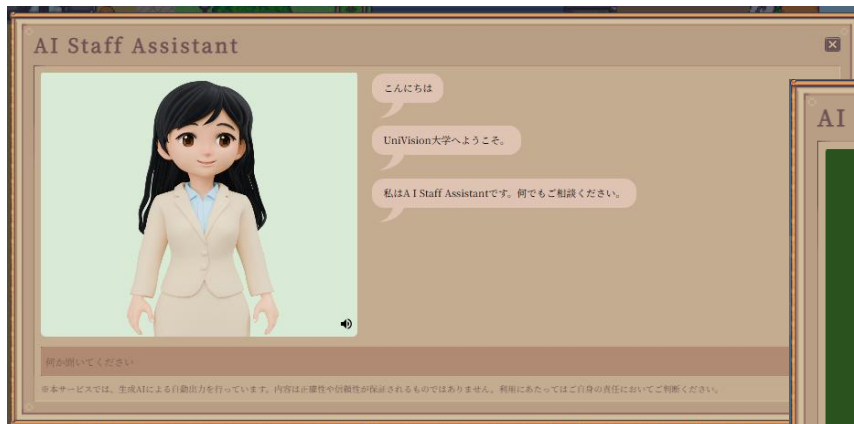 AI Staff Assistant
こんにちは
UniVision大学へようこそ。
私はA I Staff Assistantです。何でもご相談ください。
AI
何か聞いてください
※本サービスでは、生成AIによる自動出力を行っています。内容は正確性や信頼性が保証されるものではありません。利用にあたってはご自身の責任においてご判断ください。